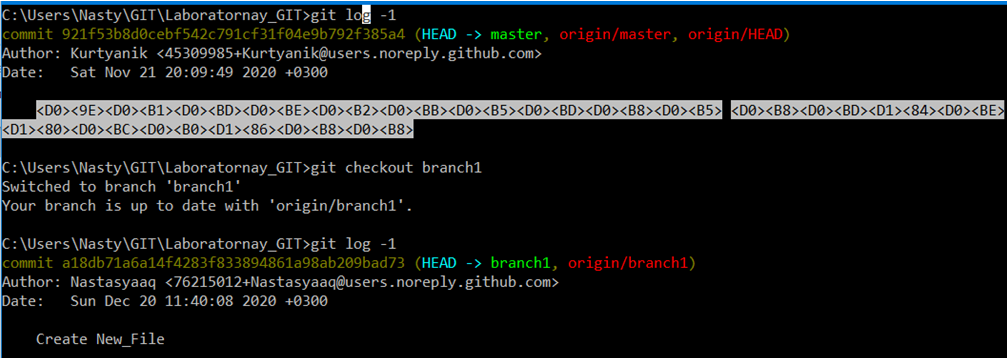 C:\Users\Nasty\GIT\Laboratornay_GIT>git log -1
commit 921f53b8d0cebf542c791cf31f04e9b792f385a4 (HEAD -> master, origin/master, origin/HEAD)
Author: Kurtyanik <45309985+Kurtyanik@users.noreply.github.com>
Date:   Sat Nov 21 20:09:49 2020 +0300
<D0><9E><D0><B1><D0><BD><D0><BE><D0><B2><D0><BB><D0><B5><D0><BD><D0><B8><D0><B5> <D0><B8><D0><BD><D1><84><D0><BE>
<D1><80><D0><BC><D0><B0><D1><86><D0><B8><D0><B8>
C:\Users\Nasty\GIT\Laboratornay_GIT>git checkout branch1
Switched to branch 'branch1'
Your branch is up to date with 'origin/branch1'.
C:\Users\Nasty\GIT\Laboratornay_GIT>git log -1
commit a18db71a6a14f4283f833894861a98ab209bad73 (HEAD -> branch1, origin/branch1)
Author: Nastasyaaq <76215012+Nastasyaaq@users.noreply.github.com>
Date:   Sun Dec 20 11:40:08 2020 +0300
Create New_File